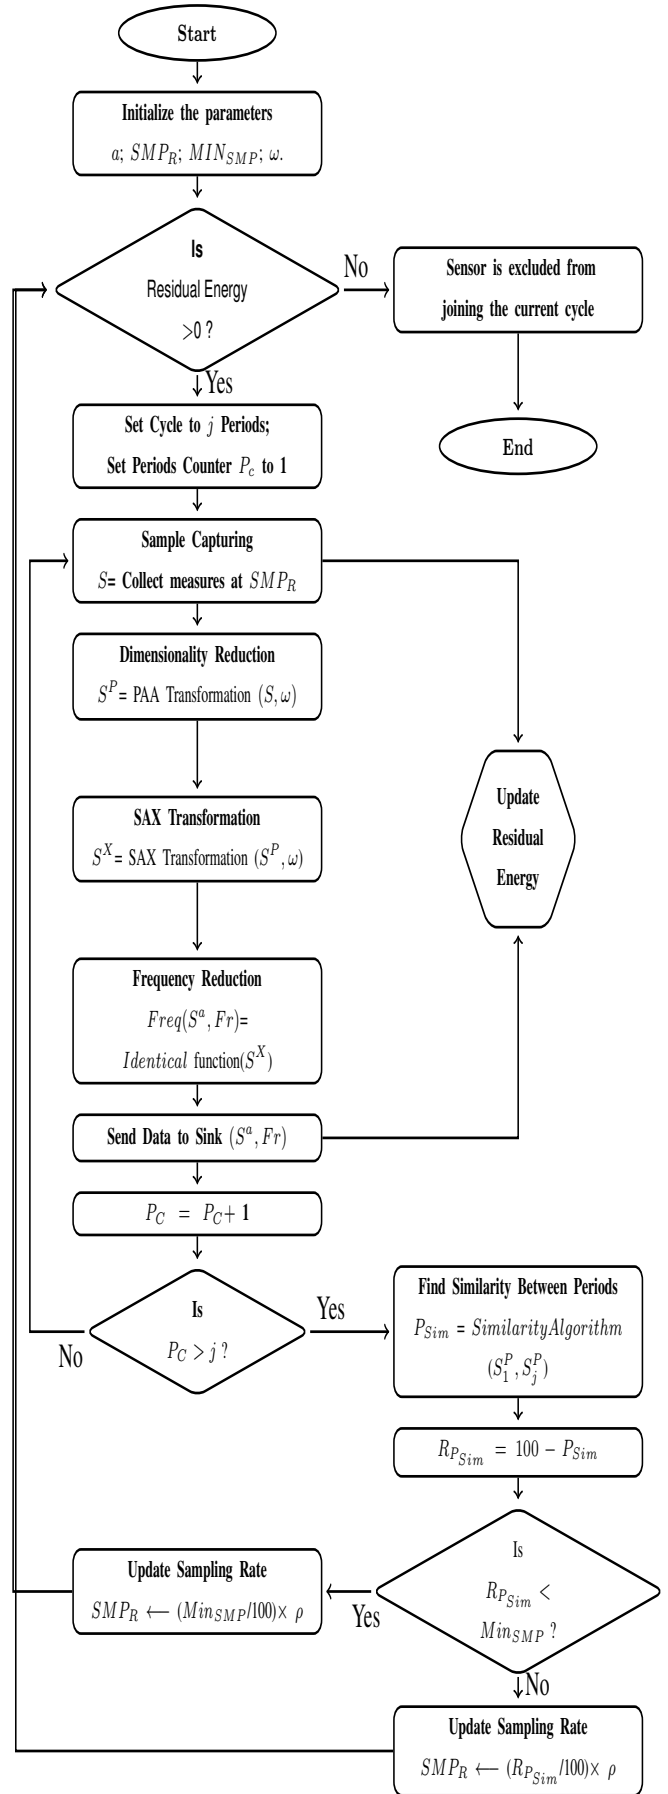 Start
Initialize the parameters
a; SMP_R; MIN_SMP; ω.
Is
Residual Energy
>0 ?
No
Sensor is excluded from
joining the current cycle
End
Yes
Set Cycle to j Periods;
Set Periods Counter P_c to 1
Sample Capturing
S= Collect measures at SMP_R
Dimensionality Reduction
S^P= PAA Transformation (S, ω)
SAX Transformation
S^X= SAX Transformation (S^P, ω)
Update
Residual
Energy
Frequency Reduction
Freq(S^a, Fr)=
Identical function(S^X)
Send Data to Sink (S^a, Fr)
P_C = P_C+ 1
Is
P_C > j ?
No
Yes
Find Similarity Between Periods
P_Sim = SimilarityAlgorithm
(S_1^P, S_j^P)
R_P_Sim = 100 − P_Sim
Is
R_P_Sim <
Min_SMP ?
Yes
Update Sampling Rate
SMP_R ⟵ (Min_SMP/100)× ρ
No
Update Sampling Rate
SMP_R ⟵ (R_P_Sim/100)× ρ